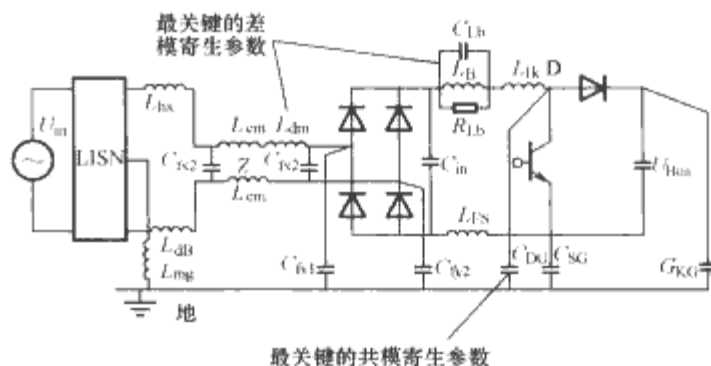 最关键的差
模寄生参数
C_Lb
L_B
L_lk D
R_Lb
U_in
LISN
L_hx
L_cm L_dm
C_fx2 Z C_fx2
L_cm
C_in
U_Bus
L_FS
L_dB
L_mg
C_fy1
C_fy2
C_DG
C_SG
G_KG
地
最关键的共模寄生参数